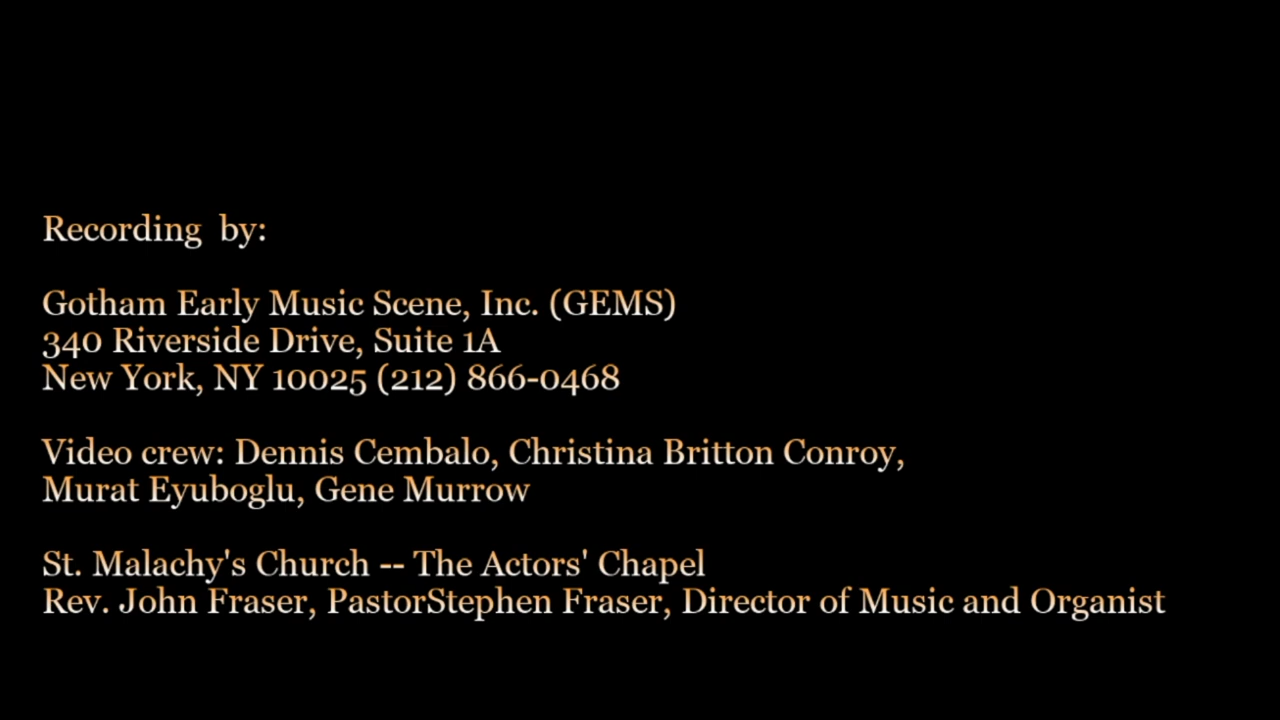 Recording  by:
Gotham Early Music Scene, Inc. (GEMS)
340 Riverside Drive, Suite 1A
New York, NY 10025 (212) 866-0468
Video crew: Dennis Cembalo, Christina Britton Conroy,
Murat Eyuboglu, Gene Murrow
St. Malachy's Church -- The Actors' Chapel
Rev. John Fraser, PastorStephen Fraser, Director of Music and Organist